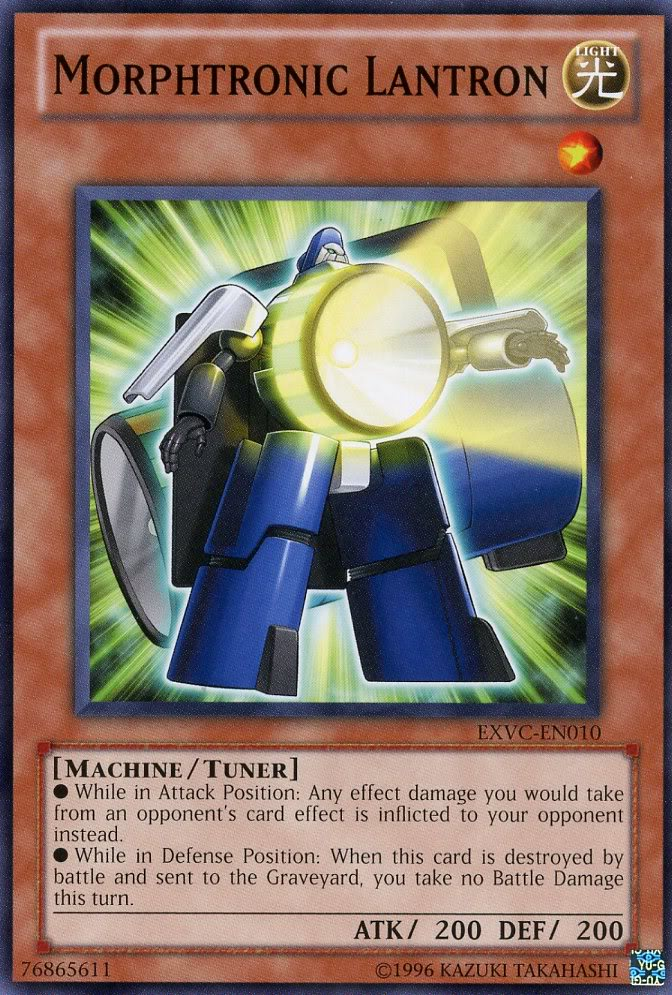 MORPHTRONIC LANTRON
LIGHT
光
EXVC-EN010
[MACHINE/TUNER]
● While in Attack Position: Any effect damage you would take
from an opponent's card effect is inflicted to your opponent
instead.
● While in Defense Position: When this card is destroyed by
battle and sent to the Graveyard, you take no Battle Damage
this turn.
ATK/ 200 DEF/ 200
76865611
©1996 KAZUKI TAKAHASHI